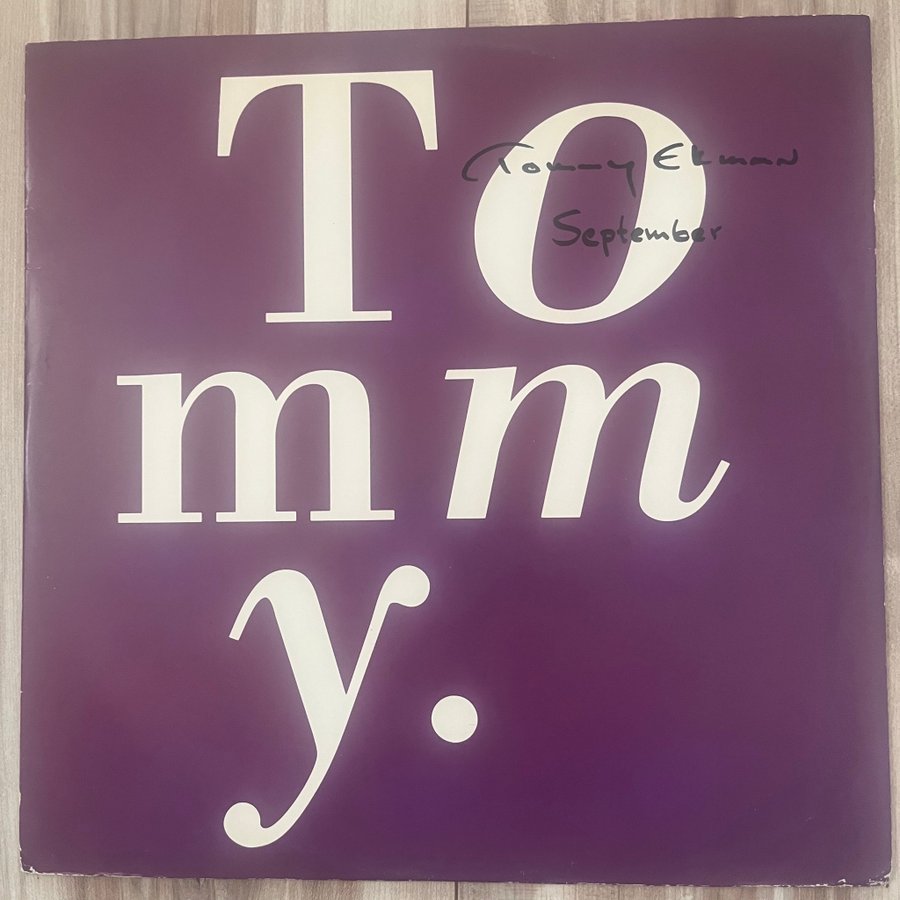 To
Tommy Ekman
September
mm
y.